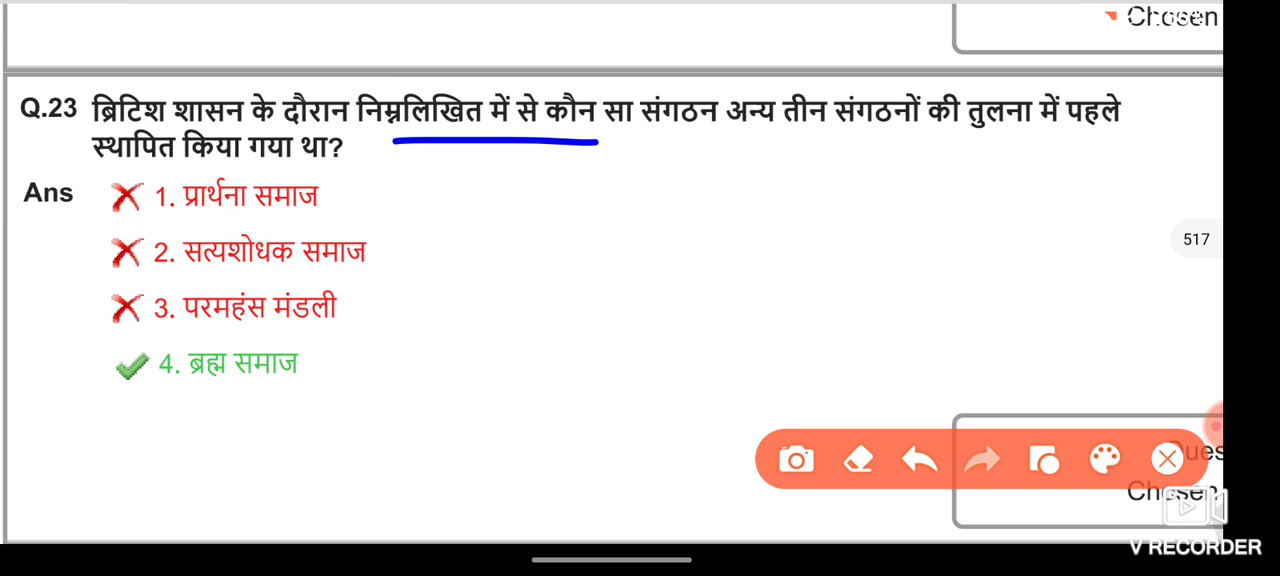 Chosen
Q.23 ब्रिटिश शासन के दौरान निम्नलिखित में से कौन सा संगठन अन्य तीन संगठनों की तुलना में पहले
स्थापित किया गया था?
Ans
1. प्रार्थना समाज
2. सत्यशोधक समाज
517
3. परमहंस मंडली
4. ब्रह्म समाज
Ques
Chosen
V RECORDER